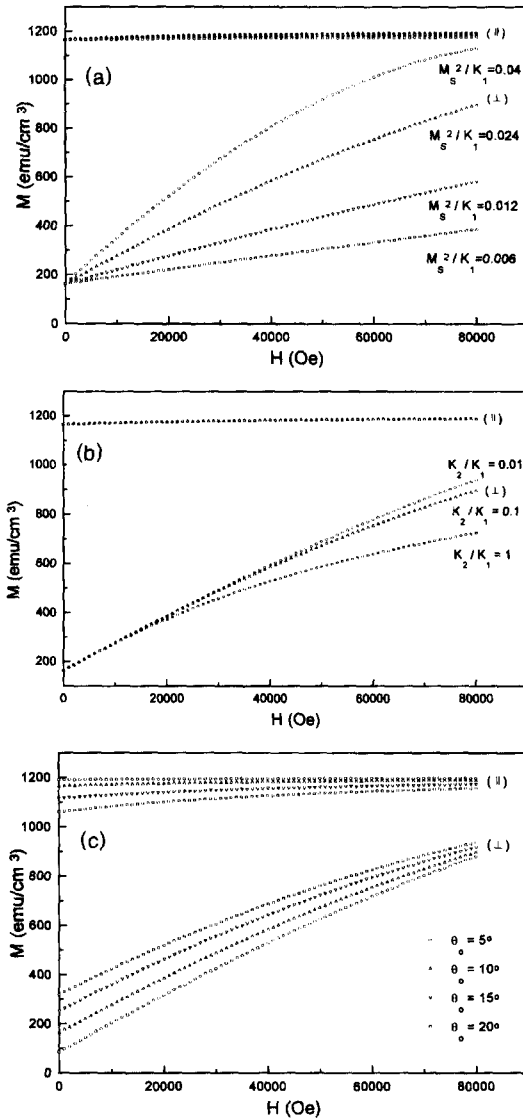 1200
1000
800
600
400
200
0
M (emu/cm³)
(a)
(∥)
M_S²/K_1=0.04
(⊥)
M_S²/K_1=0.024
M_S²/K_1=0.012
M_S²/K_1=0.006
0 20000 40000 60000 80000
H (Oe)
1200
1000
800
600
400
200
M (emu/cm³)
(b)
(∥)
K_2/K_1 = 0.01
(⊥)
K_2/K_1 = 0.1
K_2/K_1 = 1
0 20000 40000 60000 80000
H (Oe)
1200
1000
800
600
400
200
0
M (emu/cm³)
(c)
(∥)
(⊥)
θ_o = 5°
θ_o = 10°
θ_o = 15°
θ_o = 20°
0 20000 40000 60000 80000
H (Oe)